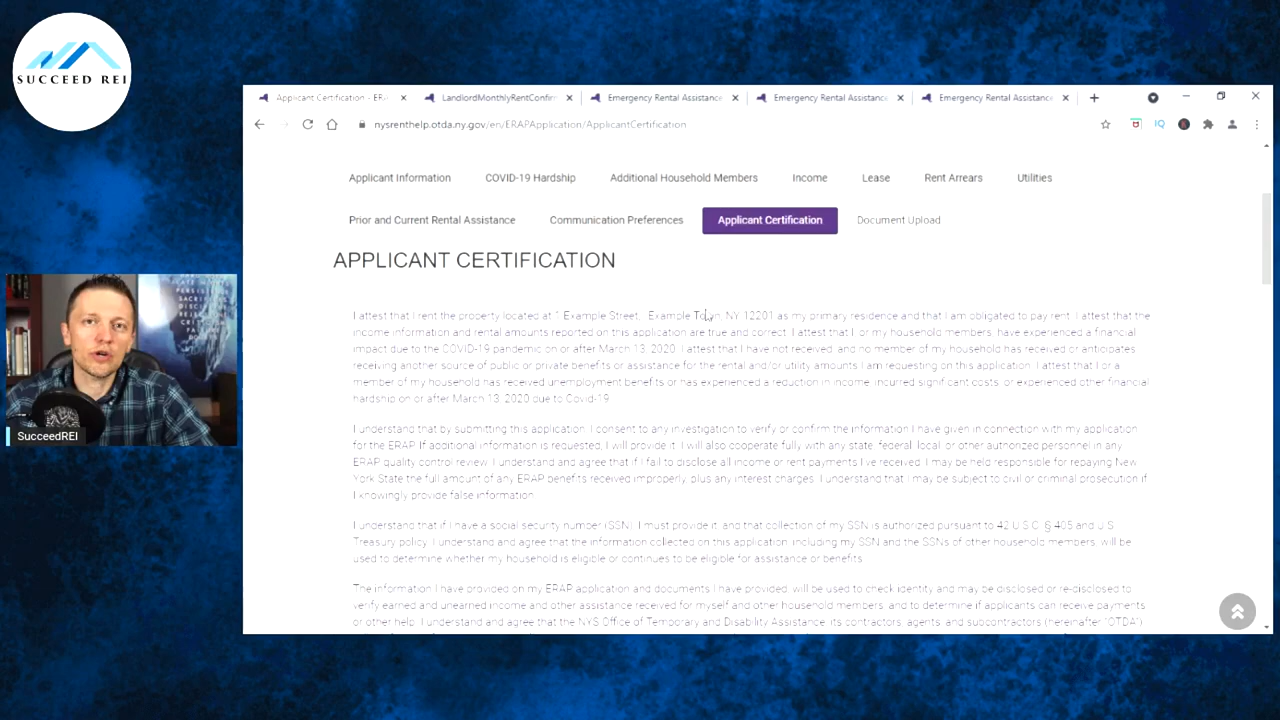 SUCCEED REI
Applicant Certification - ERA
LandlordMonthlyRentConfirm
Emergency Rental Assistance
Emergency Rental Assistance
Emergency Rental Assistance
nysrenthelp.otda.ny.gov/en/ERAPApplication/ApplicantCertification
IQ
Applicant Information COVID-19 Hardship Additional Household Members Income Lease Rent Arrears Utilities
Prior and Current Rental Assistance Communication Preferences Applicant Certification Document Upload
APPLICANT CERTIFICATION
I attest that I rent the property located at 1 Example Street, Example Town, NY 12201 as my primary residence and that I am obligated to pay rent. I attest that the
income information and rental amounts reported on this application are true and correct. I attest that I, or my household members, have experienced a financial
impact due to the COVID-19 pandemic on or after March 13, 2020. I attest that I have not received, and no member of my household has received or anticipates
receiving another source of public or private benefits or assistance for the rental and/or utility amounts I am requesting on this application. I attest that I or a
member of my household has received unemployment benefits or has experienced a reduction in income, incurred significant costs, or experienced other financial
hardship on or after March 13, 2020 due to Covid-19.
I understand that by submitting this application, I consent to any investigation to verify or confirm the information I have given in connection with my application
for the ERAP. If additional information is requested, I will provide it. I will also cooperate fully with any state, federal, local, or other authorized personnel in any
ERAP quality control review. I understand and agree that if I fail to disclose all income or rent payments I've received, I may be held responsible for repaying New
York State the full amount of any ERAP benefits received improperly, plus any interest charges. I understand that I may be subject to civil or criminal prosecution if
I knowingly provide false information.
I understand that if I have a social security number (SSN), I must provide it, and that collection of my SSN is authorized pursuant to 42 U.S.C. § 405 and U.S.
Treasury policy. I understand and agree that the information collected on this application, including my SSN and the SSNs of other household members, will be
used to determine whether my household is eligible or continues to be eligible for assistance or benefits.
The information I have provided on my ERAP application and documents I have provided, will be used to check identity and may be disclosed or re-disclosed to
verify earned and unearned income and other assistance received for myself and other household members, and to determine if applicants can receive payments
or other help. I understand and agree that the NYS Office of Temporary and Disability Assistance, its contractors, agents, and subcontractors (hereinafter "OTDA")
SucceedREI